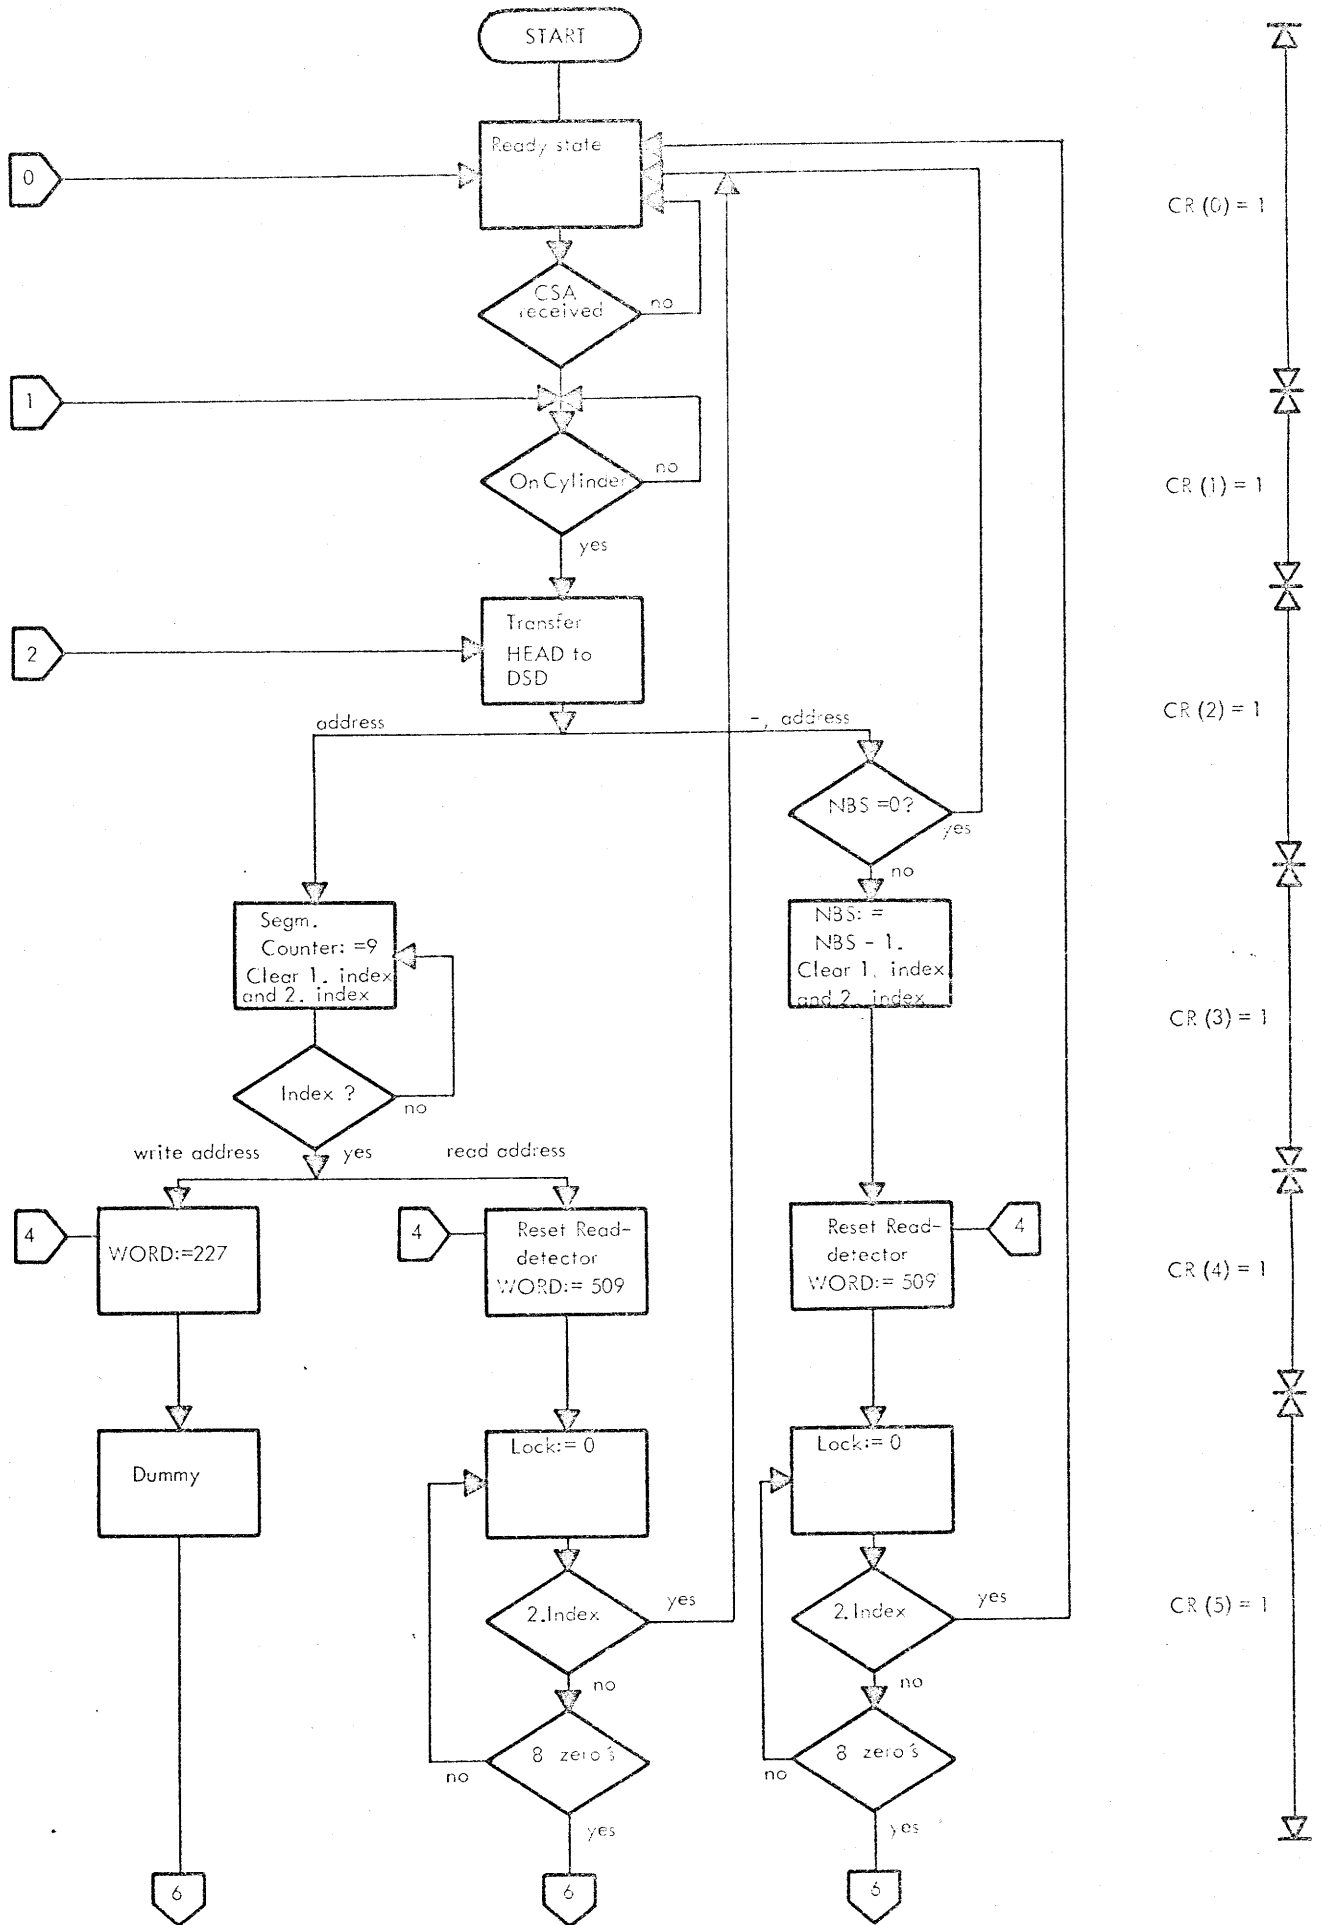 START
Ready state
0
CR (0) = 1
CSA
received
no
1
On Cylinder
no
CR (1) = 1
yes
Transfer
HEAD to
DSD
2
CR (2) = 1
address
-, address
NBS =0?
yes
no
Segm.
Counter: =9
Clear 1. index
and 2. index
NBS: =
NBS - 1.
Clear 1. index
and 2. index
CR (3) = 1
Index ?
no
write address
yes
read address
4
WORD:=227
4
Reset Read-
detector
WORD:= 509
Reset Read-
detector
WORD:= 509
4
CR (4) = 1
Dummy
Lock:= 0
Lock:= 0
2.Index
yes
2.Index
yes
CR (5) = 1
no
no
8 zero's
no
8 zero's
no
yes
yes
6
6
6